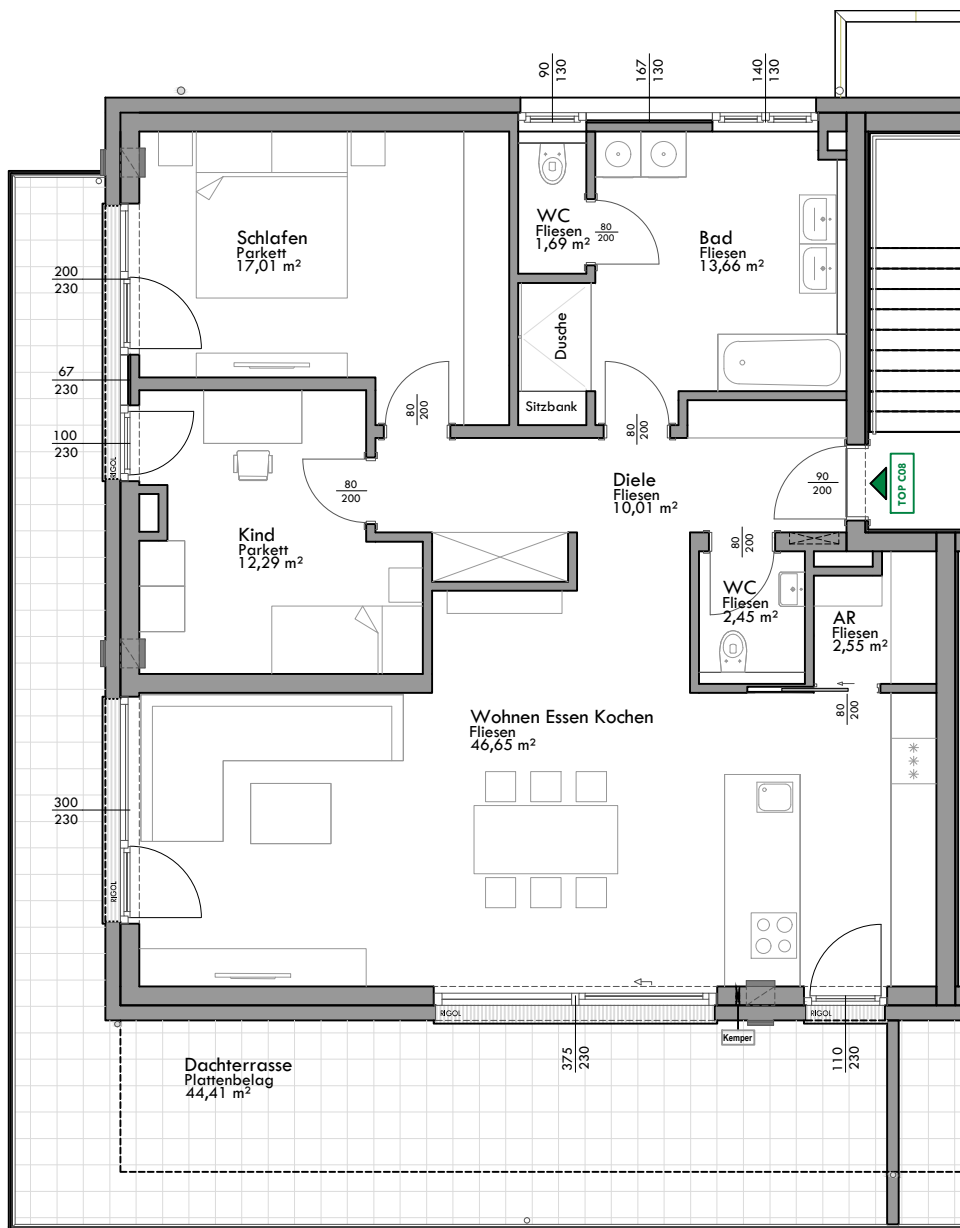 90
130
167
130
140
130
WC
Fliesen
1,69 m²
80
200
Bad
Fliesen
13,66 m²
Schlafen
Parkett
17,01 m²
200
230
Dusche
67
230
Sitzbank
80
200
80
200
100
230
RIGOL
80
200
Diele
Fliesen
10,01 m²
90
200
TOP C08
Kind
Parkett
12,29 m²
80
200
WC
Fliesen
2,45 m²
AR
Fliesen
2,55 m²
80
200
Wohnen Essen Kochen
Fliesen
46,65 m²
300
230
RIGOL
RIGOL
RIGOL
Kemper
375
230
110
230
Dachterrasse
Plattenbelag
44,41 m²